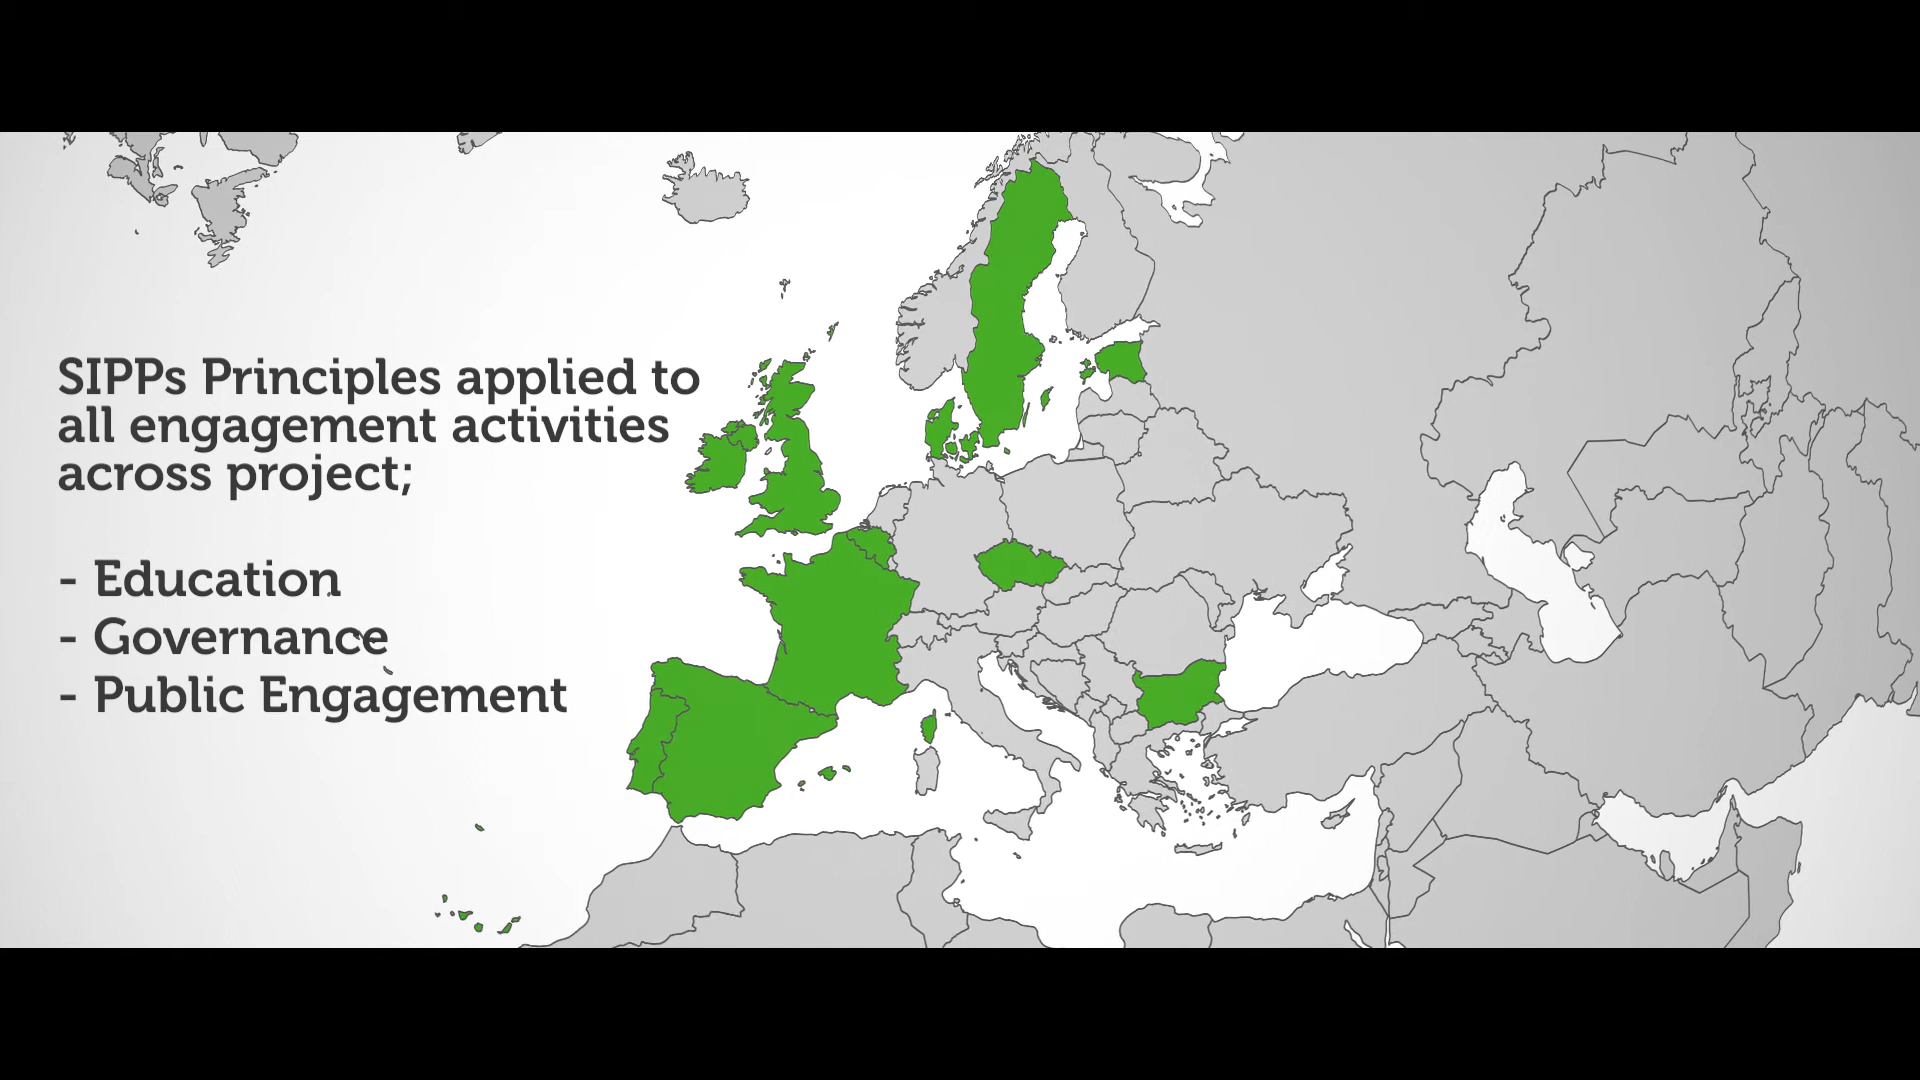 SIPPs Principles applied to
all engagement activities
across project;
- Education
- Governance
- Public Engagement